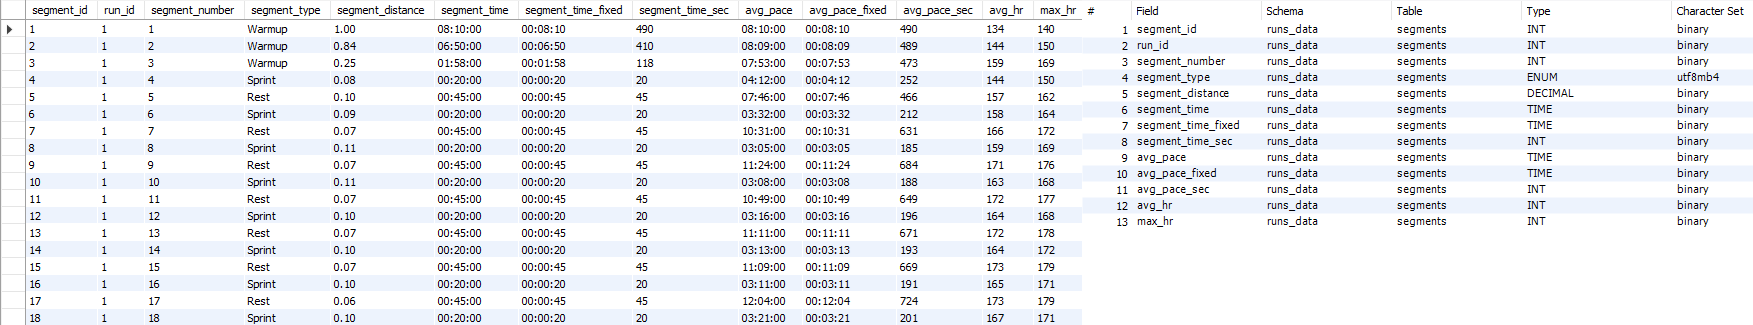 segment_id run_id segment_number segment_type segment_distance segment_time segment_time_fixed segment_time_sec avg_pace avg_pace_fixed avg_pace_sec avg_hr max_hr
1 1 1 Warmup 1.00 08:10:00 00:08:10 490 08:10:00 00:08:10 490 134 140
2 1 2 Warmup 0.84 06:50:00 00:06:50 410 08:09:00 00:08:09 489 144 150
3 1 3 Warmup 0.25 01:58:00 00:01:58 118 07:53:00 00:07:53 473 159 169
4 1 4 Sprint 0.08 00:20:00 00:00:20 20 04:12:00 00:04:12 252 144 150
5 1 5 Rest 0.10 00:45:00 00:00:45 45 07:46:00 00:07:46 466 157 162
6 1 6 Sprint 0.09 00:20:00 00:00:20 20 03:32:00 00:03:32 212 158 164
7 1 7 Rest 0.07 00:45:00 00:00:45 45 10:31:00 00:10:31 631 166 172
8 1 8 Sprint 0.11 00:20:00 00:00:20 20 03:05:00 00:03:05 185 159 169
9 1 9 Rest 0.07 00:45:00 00:00:45 45 11:24:00 00:11:24 684 171 176
10 1 10 Sprint 0.11 00:20:00 00:00:20 20 03:08:00 00:03:08 188 163 168
11 1 11 Rest 0.07 00:45:00 00:00:45 45 10:49:00 00:10:49 649 172 177
12 1 12 Sprint 0.10 00:20:00 00:00:20 20 03:16:00 00:03:16 196 164 168
13 1 13 Rest 0.07 00:45:00 00:00:45 45 11:11:00 00:11:11 671 172 178
14 1 14 Sprint 0.10 00:20:00 00:00:20 20 03:13:00 00:03:13 193 164 172
15 1 15 Rest 0.07 00:45:00 00:00:45 45 11:09:00 00:11:09 669 173 179
16 1 16 Sprint 0.10 00:20:00 00:00:20 20 03:11:00 00:03:11 191 165 171
17 1 17 Rest 0.06 00:45:00 00:00:45 45 12:04:00 00:12:04 724 173 179
18 1 18 Sprint 0.10 00:20:00 00:00:20 20 03:21:00 00:03:21 201 167 171
# Field Schema Table Type Character Set
1 segment_id runs_data segments INT binary
2 run_id runs_data segments INT binary
3 segment_number runs_data segments INT binary
4 segment_type runs_data segments ENUM utf8mb4
5 segment_distance runs_data segments DECIMAL binary
6 segment_time runs_data segments TIME binary
7 segment_time_fixed runs_data segments TIME binary
8 segment_time_sec runs_data segments INT binary
9 avg_pace runs_data segments TIME binary
10 avg_pace_fixed runs_data segments TIME binary
11 avg_pace_sec runs_data segments INT binary
12 avg_hr runs_data segments INT binary
13 max_hr runs_data segments INT binary